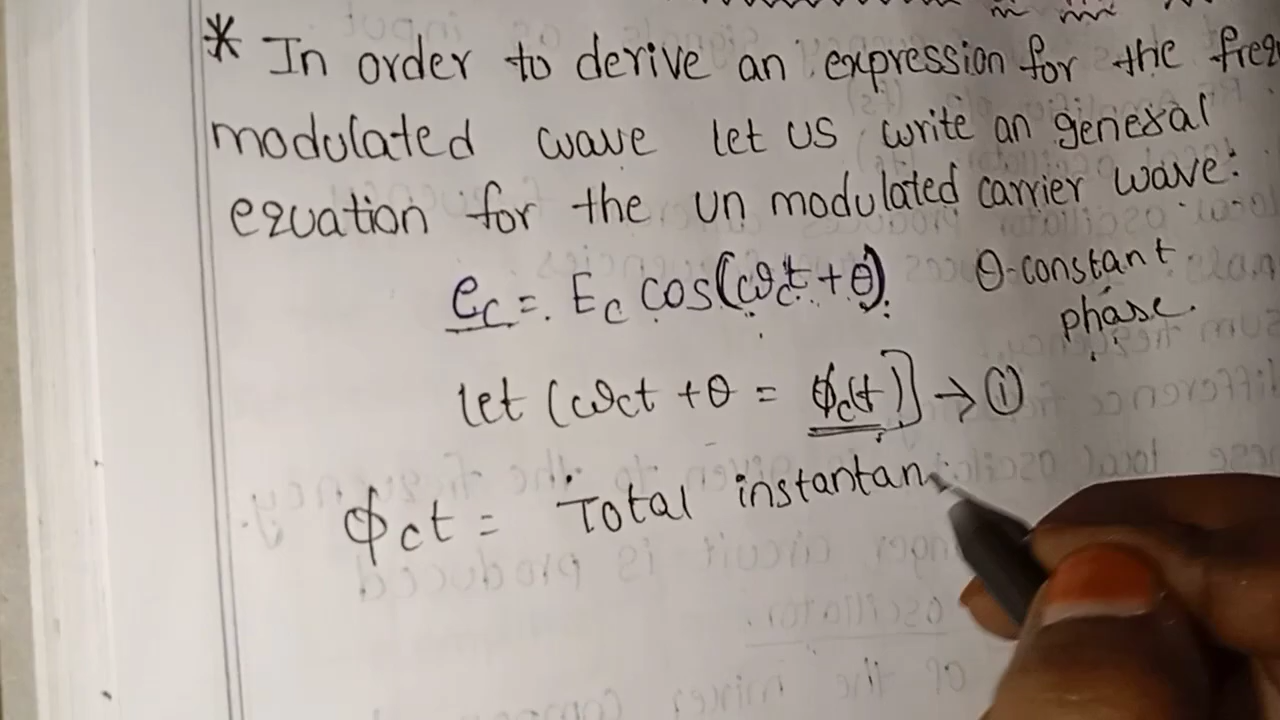 * In order to derive an expression for the freq
modulated wave let us write an general
equation for the un modulated carrier wave:
ec = Ec cos(ωct + θ) θ-constant
phase.
let (ωct + θ = ϕc(t)] → ①
ϕct = Total instantan